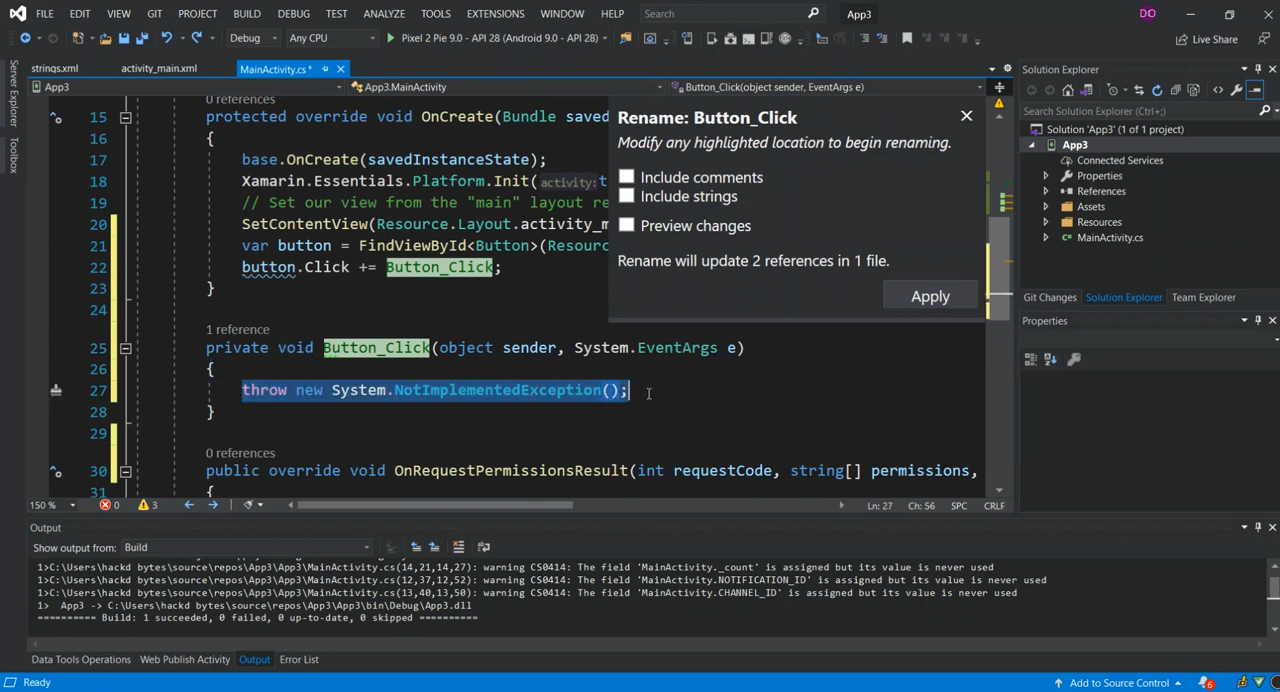 FILE EDIT VIEW GIT PROJECT BUILD DEBUG TEST ANALYZE TOOLS EXTENSIONS WINDOW HELP Search App3 DO
Debug Any CPU Pixel 2 Pie 9.0 - API 28 (Android 9.0 - API 28) Live Share
strings.xml activity_main.xml MainActivity.cs*
App3 App3.MainActivity Button_Click(object sender, EventArgs e)
Server Explorer
Toolbox
0 references
15 protected override void OnCreate(Bundle saved
16 {
17 base.OnCreate(savedInstanceState);
18 Xamarin.Essentials.Platform.Init(activity: t
19 // Set our view from the "main" layout re
20 SetContentView(Resource.Layout.activity_m
21 var button = FindViewById<Button>(Resour
22 button.Click += Button_Click;
23 }
24
1 reference
25 private void Button_Click(object sender, System.EventArgs e)
26 {
27 throw new System.NotImplementedException();
28 }
29
0 references
30 public override void OnRequestPermissionsResult(int requestCode, string[] permissions,
31 {
Rename: Button_Click
Modify any highlighted location to begin renaming.
Include comments
Include strings
Preview changes
Rename will update 2 references in 1 file.
Apply
150 % 0 3 Ln: 27 Ch: 56 SPC CRLF
Solution Explorer
Search Solution Explorer (Ctrl+;)
Solution 'App3' (1 of 1 project)
App3
Connected Services
Properties
References
Assets
Resources
MainActivity.cs
Git Changes Solution Explorer Team Explorer
Properties
Output
Show output from: Build
1>C:\Users\hackd bytes\source\repos\App3\App3\MainActivity.cs(14,21,14,27): warning CS0414: The field 'MainActivity._count' is assigned but its value is never used
1>C:\Users\hackd bytes\source\repos\App3\App3\MainActivity.cs(12,37,12,52): warning CS0414: The field 'MainActivity.NOTIFICATION_ID' is assigned but its value is never used
1>C:\Users\hackd bytes\source\repos\App3\App3\MainActivity.cs(13,40,13,50): warning CS0414: The field 'MainActivity.CHANNEL_ID' is assigned but its value is never used
1> App3 -> C:\Users\hackd bytes\source\repos\App3\App3\bin\Debug\App3.dll
========== Build: 1 succeeded, 0 failed, 0 up-to-date, 0 skipped ==========
Data Tools Operations Web Publish Activity Output Error List
Ready Add to Source Control 6